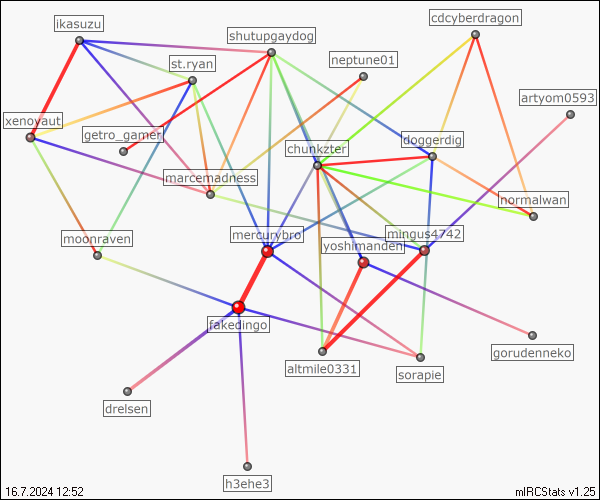 cdcyberdragon
ikasuzu
shutupgaydog
neptune01
st.ryan
artyom0593
xenoyaut
getro_gamer
doggerdig
chunkzter
marcemadness
normalwan
mercurybro
mingus4742
moonraven
yoshimanden
fakedingo
gorudenneko
altmile0331
sorapie
drelsen
h3ehe3
16.7.2024 12:52
mIRCStats v1.25